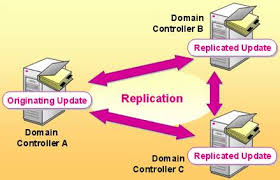 Domain
Controller B
Replicated Update
Originating Update
Replication
Domain
Controller A
Domain
Controller C
Replicated Update